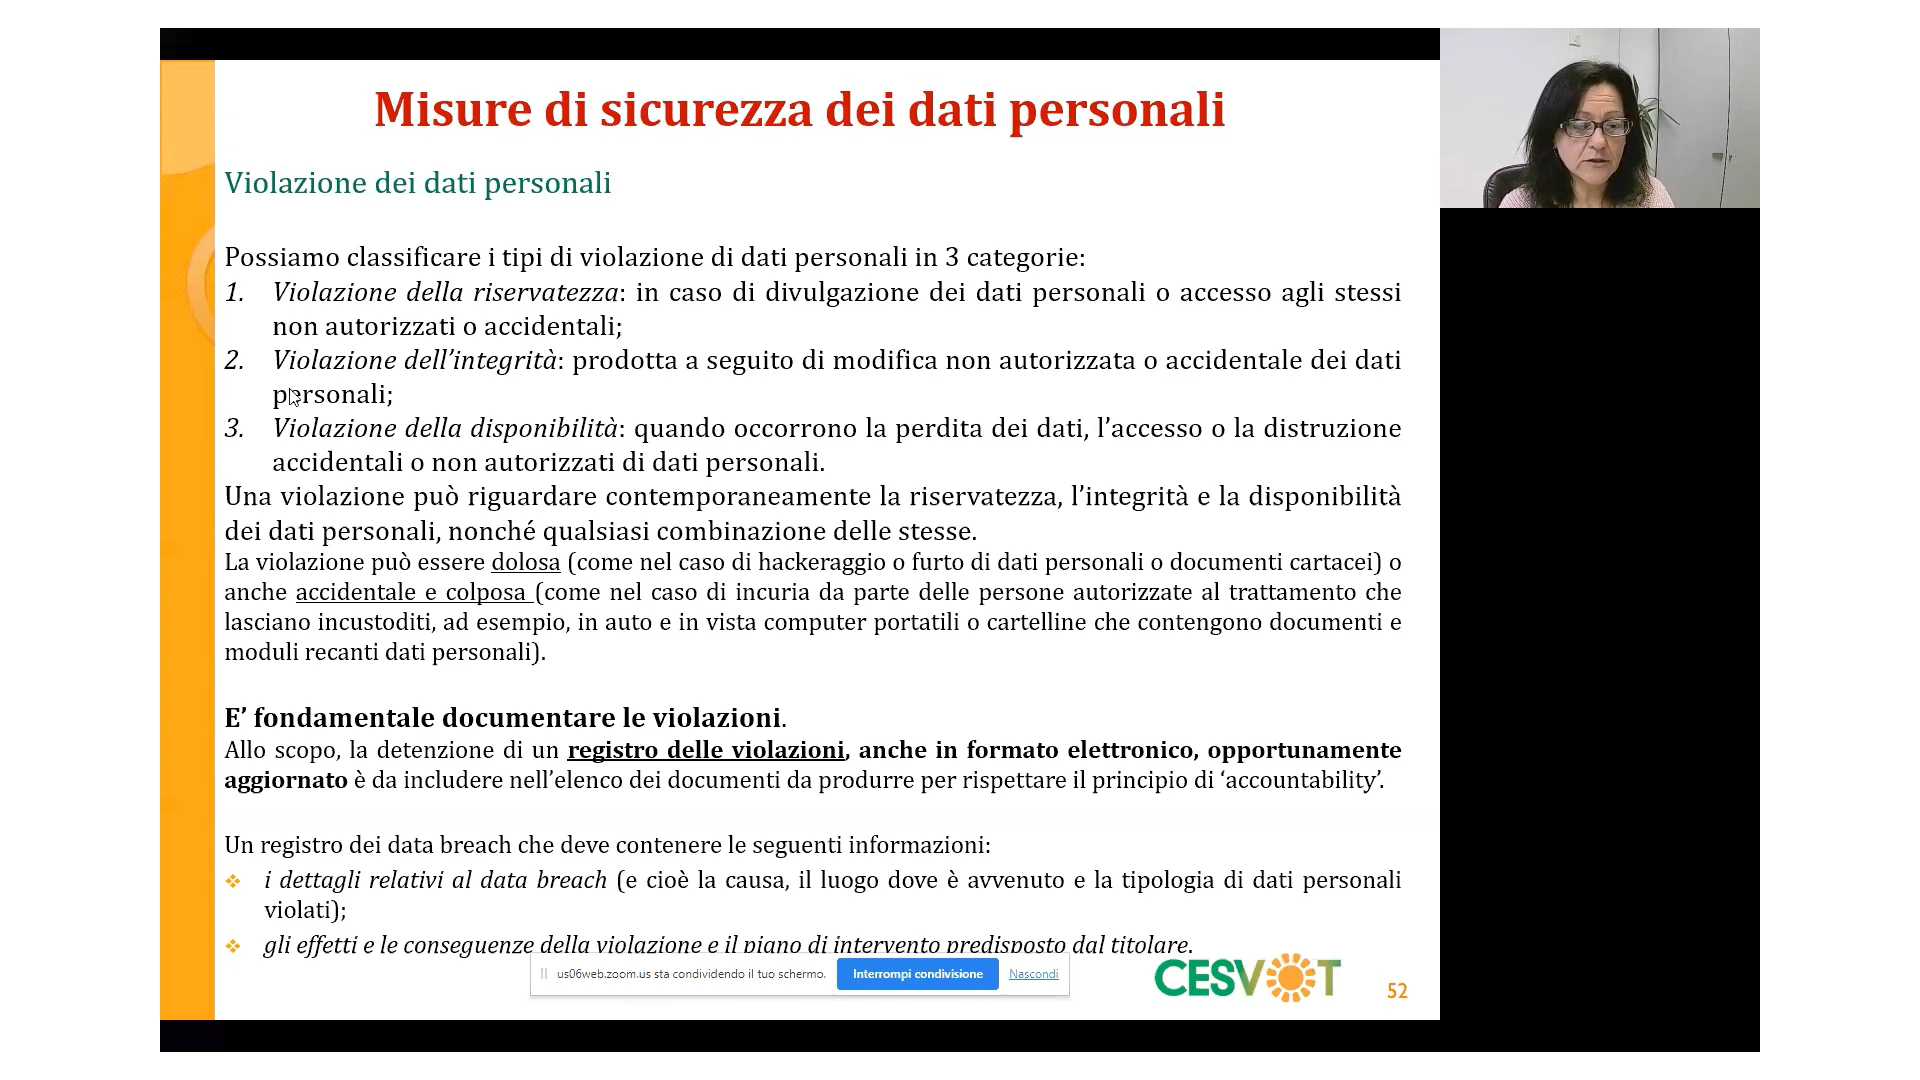 Misure di sicurezza dei dati personali
Violazione dei dati personali
Possiamo classificare i tipi di violazione di dati personali in 3 categorie:
1. Violazione della riservatezza: in caso di divulgazione dei dati personali o accesso agli stessi
non autorizzati o accidentali;
2. Violazione dell’integrità: prodotta a seguito di modifica non autorizzata o accidentale dei dati
personali;
3. Violazione della disponibilità: quando occorrono la perdita dei dati, l’accesso o la distruzione
accidentali o non autorizzati di dati personali.
Una violazione può riguardare contemporaneamente la riservatezza, l’integrità e la disponibilità
dei dati personali, nonché qualsiasi combinazione delle stesse.
La violazione può essere dolosa (come nel caso di hackeraggio o furto di dati personali o documenti cartacei) o
anche accidentale e colposa (come nel caso di incuria da parte delle persone autorizzate al trattamento che
lasciano incustoditi, ad esempio, in auto e in vista computer portatili o cartelline che contengono documenti e
moduli recanti dati personali).
E’ fondamentale documentare le violazioni.
Allo scopo, la detenzione di un registro delle violazioni, anche in formato elettronico, opportunamente
aggiornato è da includere nell’elenco dei documenti da produrre per rispettare il principio di ‘accountability’.
Un registro dei data breach che deve contenere le seguenti informazioni:
❖ i dettagli relativi al data breach (e cioè la causa, il luogo dove è avvenuto e la tipologia di dati personali
violati);
❖ gli effetti e le conseguenze della violazione e il piano di intervento predisposto dal titolare.
us06web.zoom.us sta condividendo il tuo schermo. Interrompi condivisione Nascondi
CESVOT
52